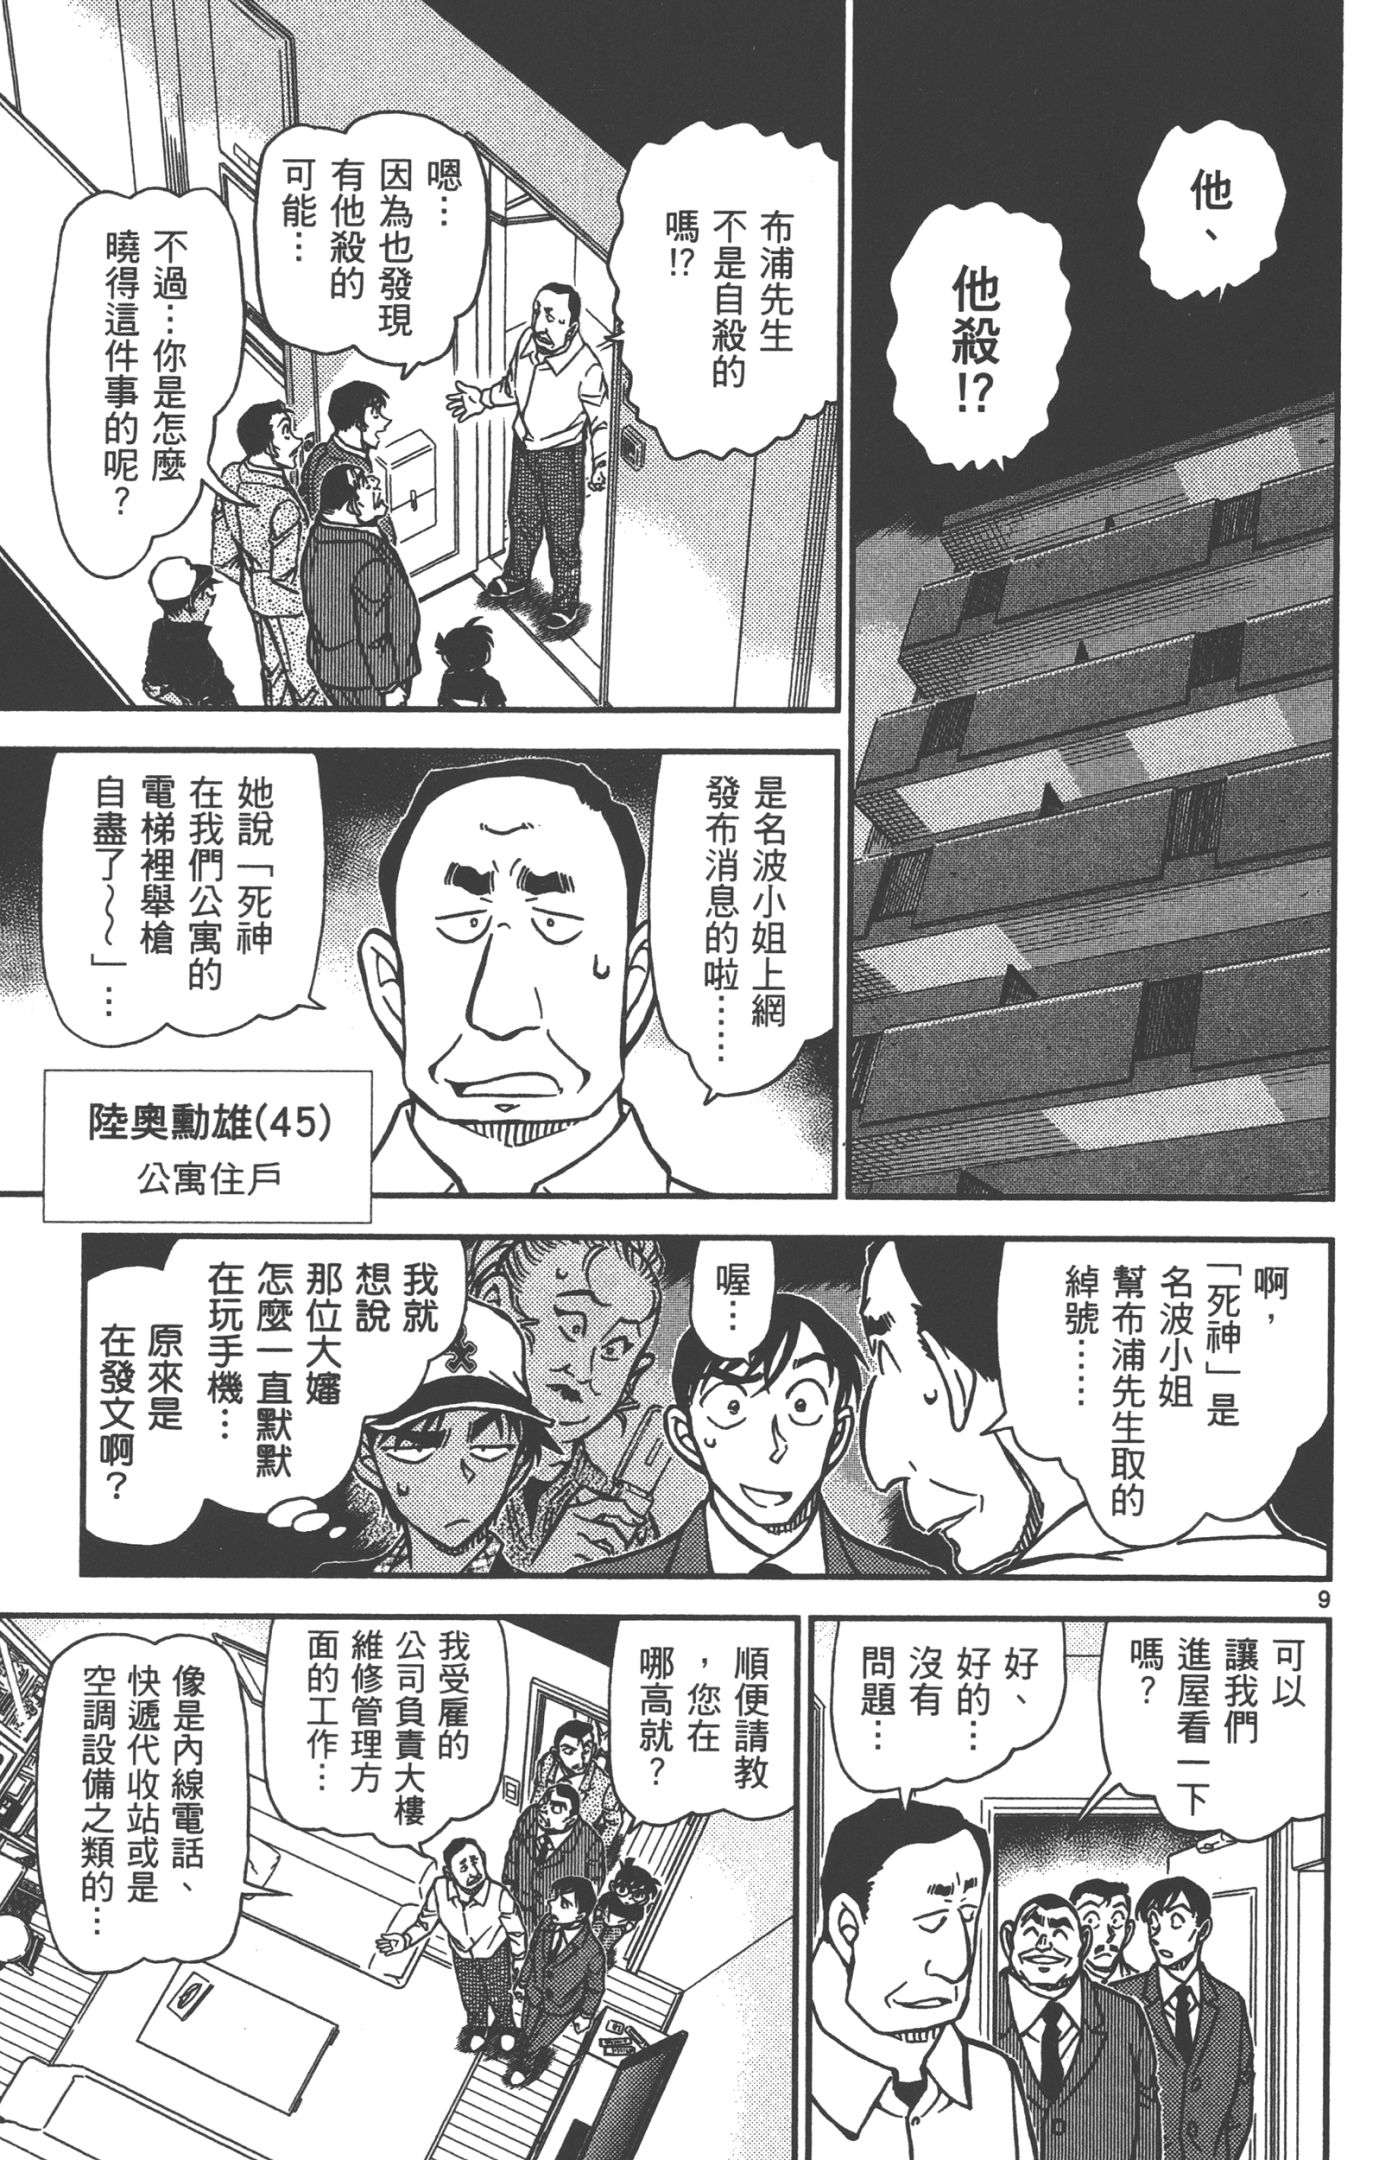 他、
他殺!?
布浦先生
不是自殺的
嗎!?
嗯…
因為也發現
有他殺的
可能…
不過…你是怎麼
曉得這件事的呢?
是名波小姐上網
發布消息的啦……
她說「死神
在我們公寓的
電梯裡舉槍
自盡了～～」…
陸奧勳雄(45)
公寓住戶
啊，
「死神」是
名波小姐
幫布浦先生取的
綽號……
喔…
我就
想說
那位大嬸
怎麼一直默默
在玩手機…
原來是
在發文啊?
9
可以
讓我們
進屋看一下
嗎?
好、
好的…
沒有
問題…
順便請教
，您在
哪高就?
我受雇的
公司負責大樓
維修管理方
面的工作…
像是內線電話、
快遞代收站或是
空調設備之類的…